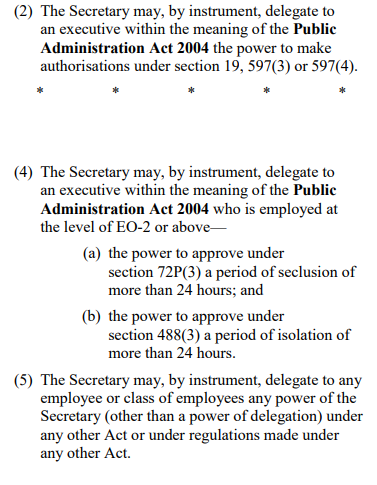 (2) The Secretary may, by instrument, delegate to
an executive within the meaning of the Public
Administration Act 2004 the power to make
authorisations under section 19, 597(3) or 597(4).
* * * * *
(4) The Secretary may, by instrument, delegate to
an executive within the meaning of the Public
Administration Act 2004 who is employed at
the level of EO-2 or above—
(a) the power to approve under
section 72P(3) a period of seclusion of
more than 24 hours; and
(b) the power to approve under
section 488(3) a period of isolation of
more than 24 hours.
(5) The Secretary may, by instrument, delegate to any
employee or class of employees any power of the
Secretary (other than a power of delegation) under
any other Act or under regulations made under
any other Act.